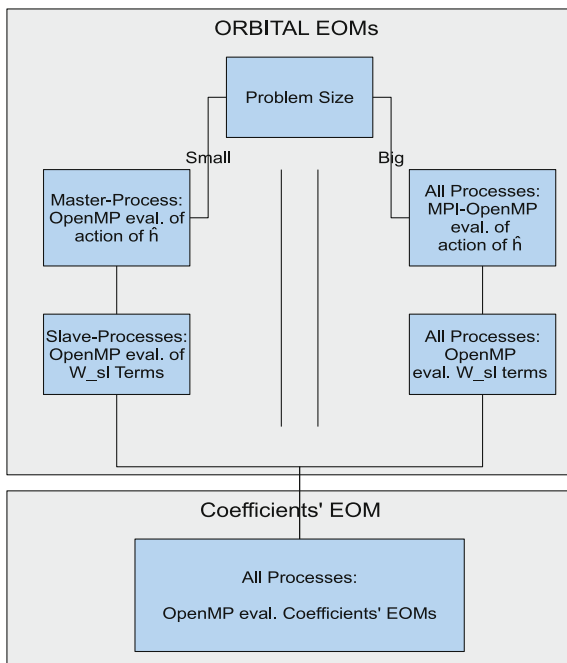 ORBITAL EOMs
Problem Size
Small
Big
Master-Process:
OpenMP eval. of
action of ĥ
All Processes:
MPI-OpenMP
eval. of
action of ĥ
Slave-Processes:
OpenMP eval. of
W_sl Terms
All Processes:
OpenMP
eval. W_sl terms
Coefficients' EOM
All Processes:
OpenMP eval. Coefficients' EOMs